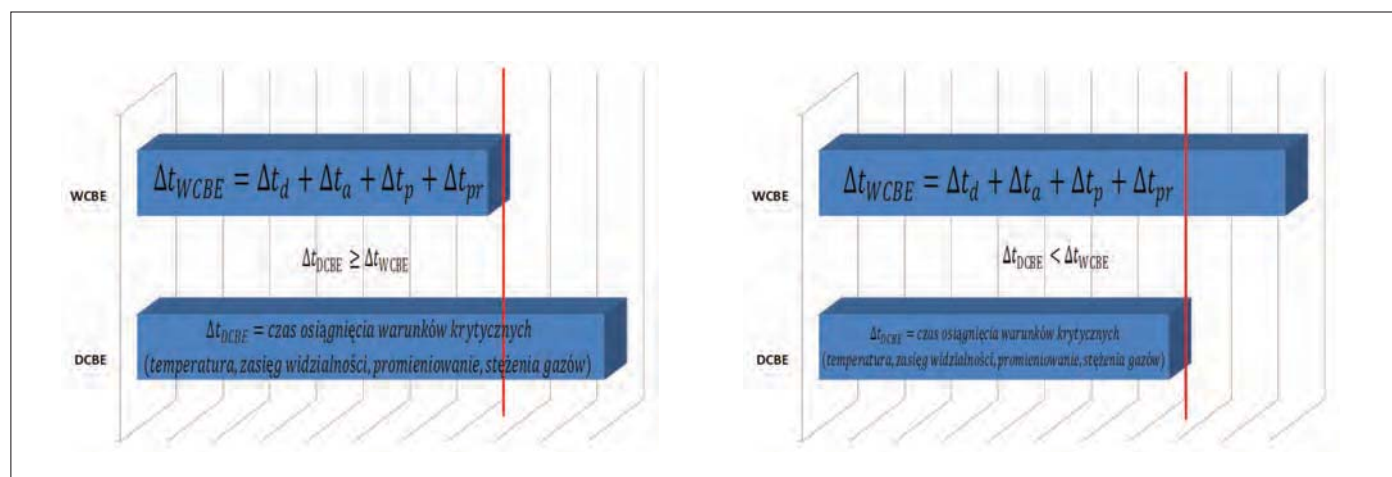 WCBE
Δt_WCBE = Δt_d + Δt_a + Δt_p + Δt_pr
Δt_DCBE ≥ Δt_WCBE
DCBE
Δt_DCBE = czas osiągnięcia warunków krytycznych
(temperatura, zasięg widzialności, promieniowanie, stężenia gazów)
WCBE
Δt_WCBE = Δt_d + Δt_a + Δt_p + Δt_pr
Δt_DCBE < Δt_WCBE
DCBE
Δt_DCBE = czas osiągnięcia warunków krytycznych
(temperatura, zasięg widzialności, promieniowanie, stężenia gazów)